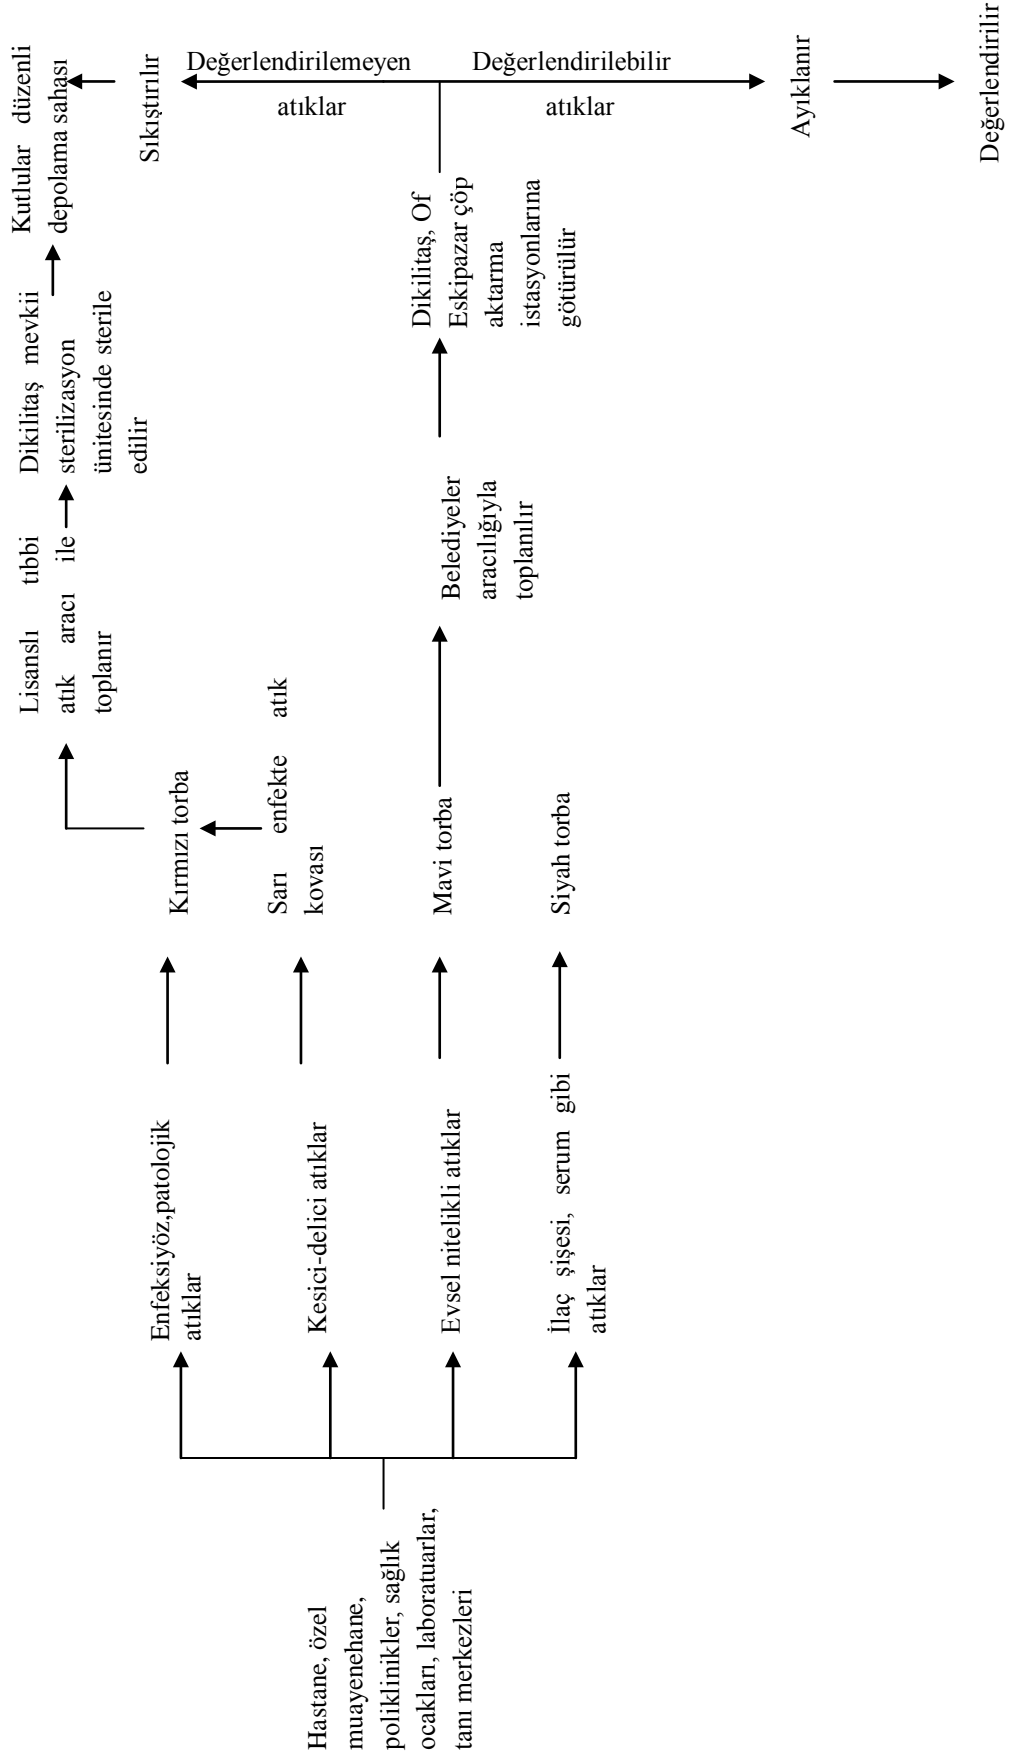 Hastane, özel
muayenehane,
poliklinikler, sağlık
ocakları, laboratuarlar,
tanı merkezleri
Enfeksiyöz,patolojik
atıklar
Kesici-delici atıklar
Evsel nitelikli atıklar
İlaç şişesi, serum gibi
atıklar
Kırmızı torba
Sarı enfekte atık
kovası
Mavi torba
Siyah torba
Lisanslı tıbbi
atık aracı ile
toplanır
Dikilitaş mevkii
sterilizasyon
ünitesinde sterile
edilir
Kutlular düzenli
depolama sahası
Belediyeler
aracılığıyla
toplanılır
Dikilitaş, Of
Eskipazar çöp
aktarma
istasyonlarına
götürülür
Sıkıştırılır
Değerlendirilemeyen
atıklar
Değerlendirilebilir
atıklar
Ayıklanır
Değerlendirilir